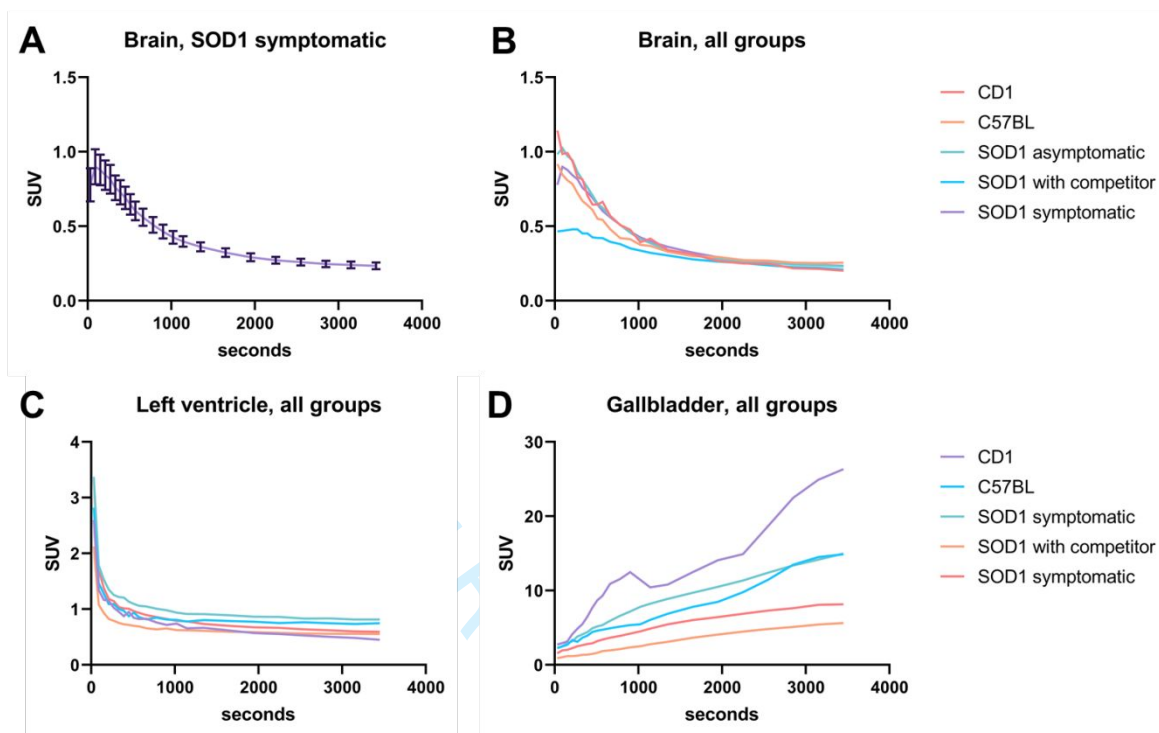 A
Brain, SOD1 symptomatic
SUV
1.5
1.0
0.5
0.0
0
1000
2000
3000
4000
seconds
B
Brain, all groups
SUV
1.5
1.0
0.5
0.0
0
1000
2000
3000
4000
seconds
CD1
C57BL
SOD1 asymptomatic
SOD1 with competitor
SOD1 symptomatic
C
Left ventricle, all groups
SUV
4
3
2
1
0
0
1000
2000
3000
4000
seconds
D
Gallbladder, all groups
SUV
30
20
10
0
0
1000
2000
3000
4000
seconds
CD1
C57BL
SOD1 symptomatic
SOD1 with competitor
SOD1 symptomatic